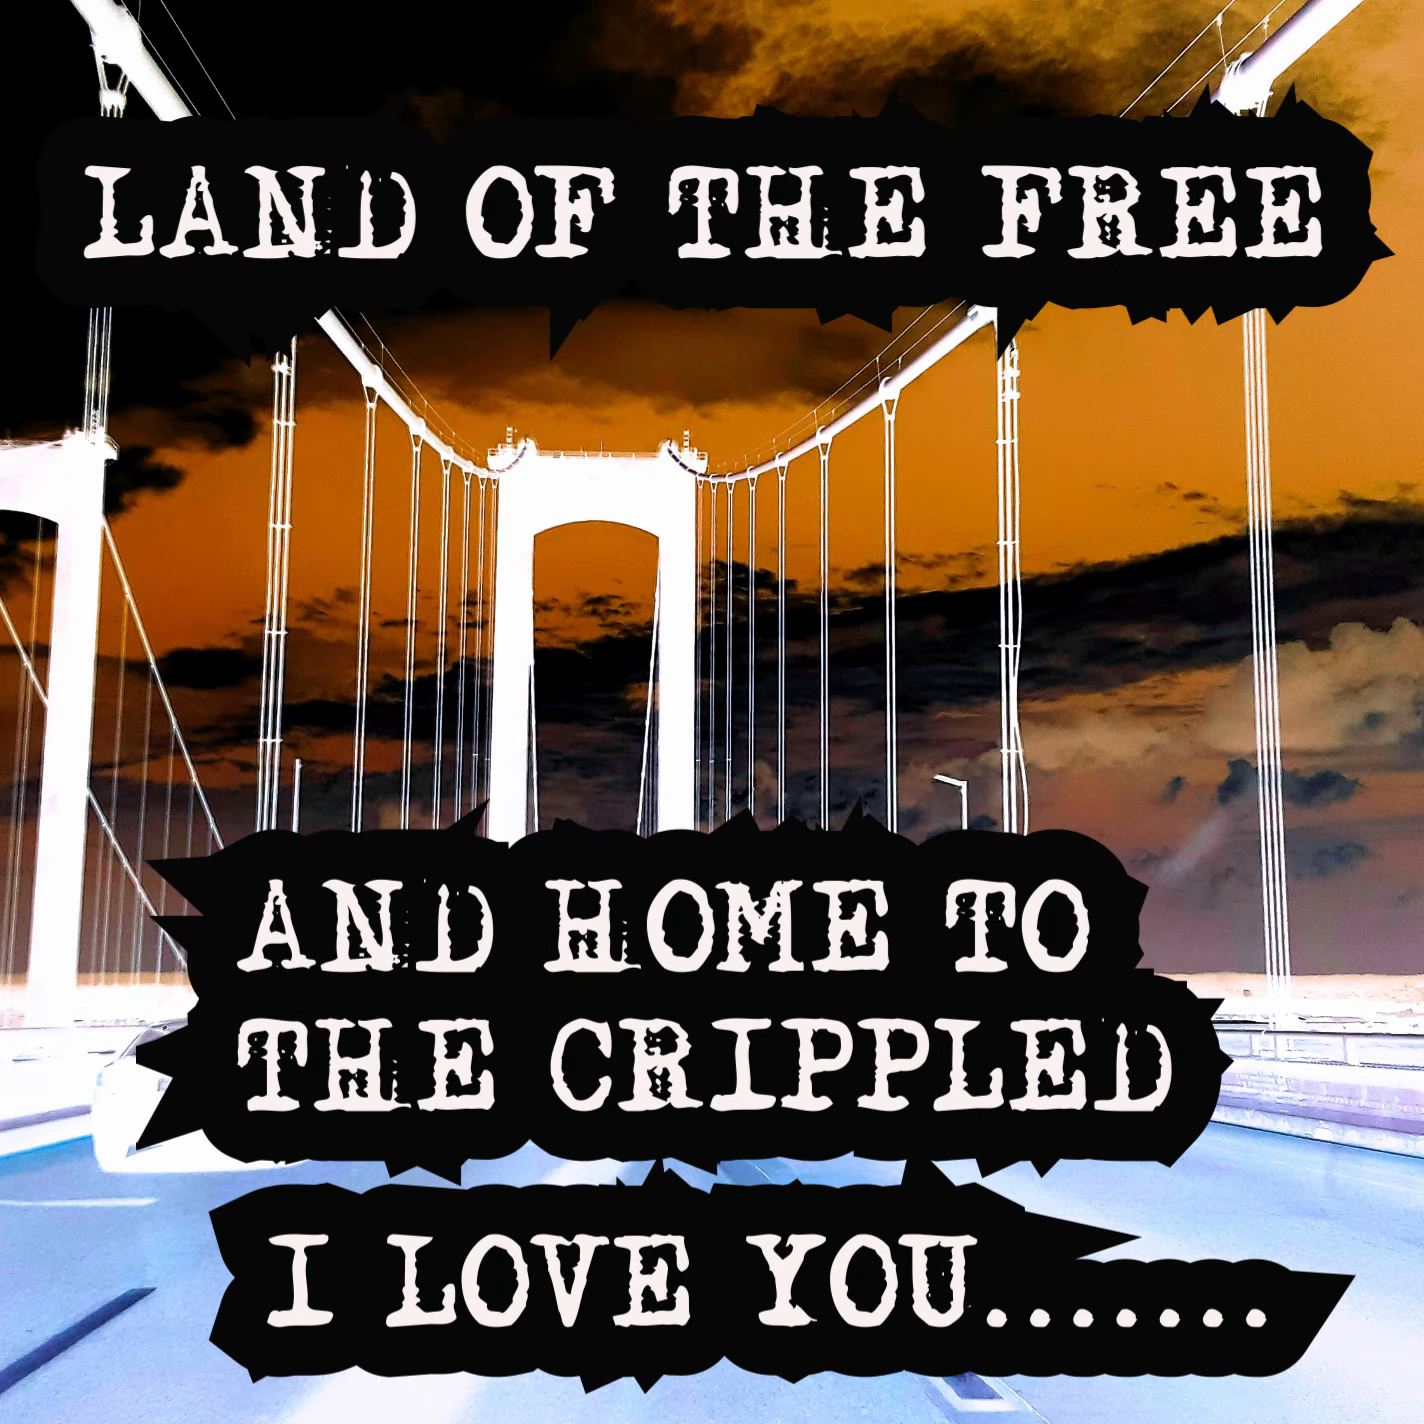 LAND OF THE FREE
AND HOME TO
THE CRIPPLED
I LOVE YOU.......